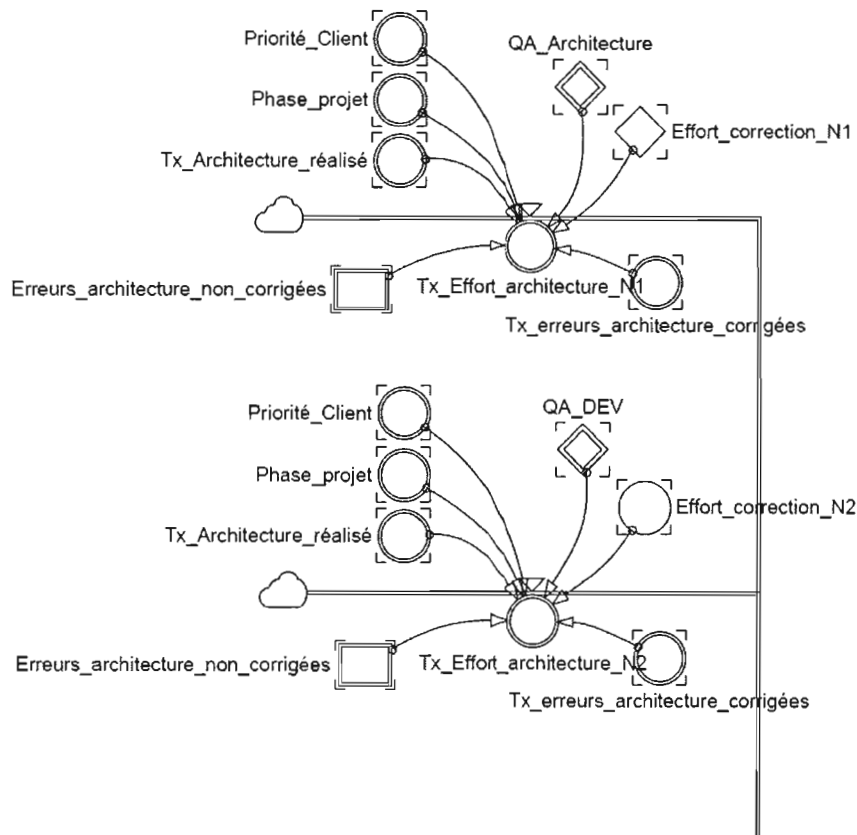 Priorité_Client
QA_Architecture
Phase_projet
Effort_correction_N1
Tx_Architecture_réalisé
Erreurs_architecture_non_corrigées
Tx_Effort_architecture_N1
Tx_erreurs_architecture_corrigées
Priorité_Client
QA_DEV
Phase_projet
Effort_correction_N2
Tx_Architecture_réalisé
Erreurs_architecture_non_corrigées
Tx_Effort_architecture_N2
Tx_erreurs_architecture_corrigées